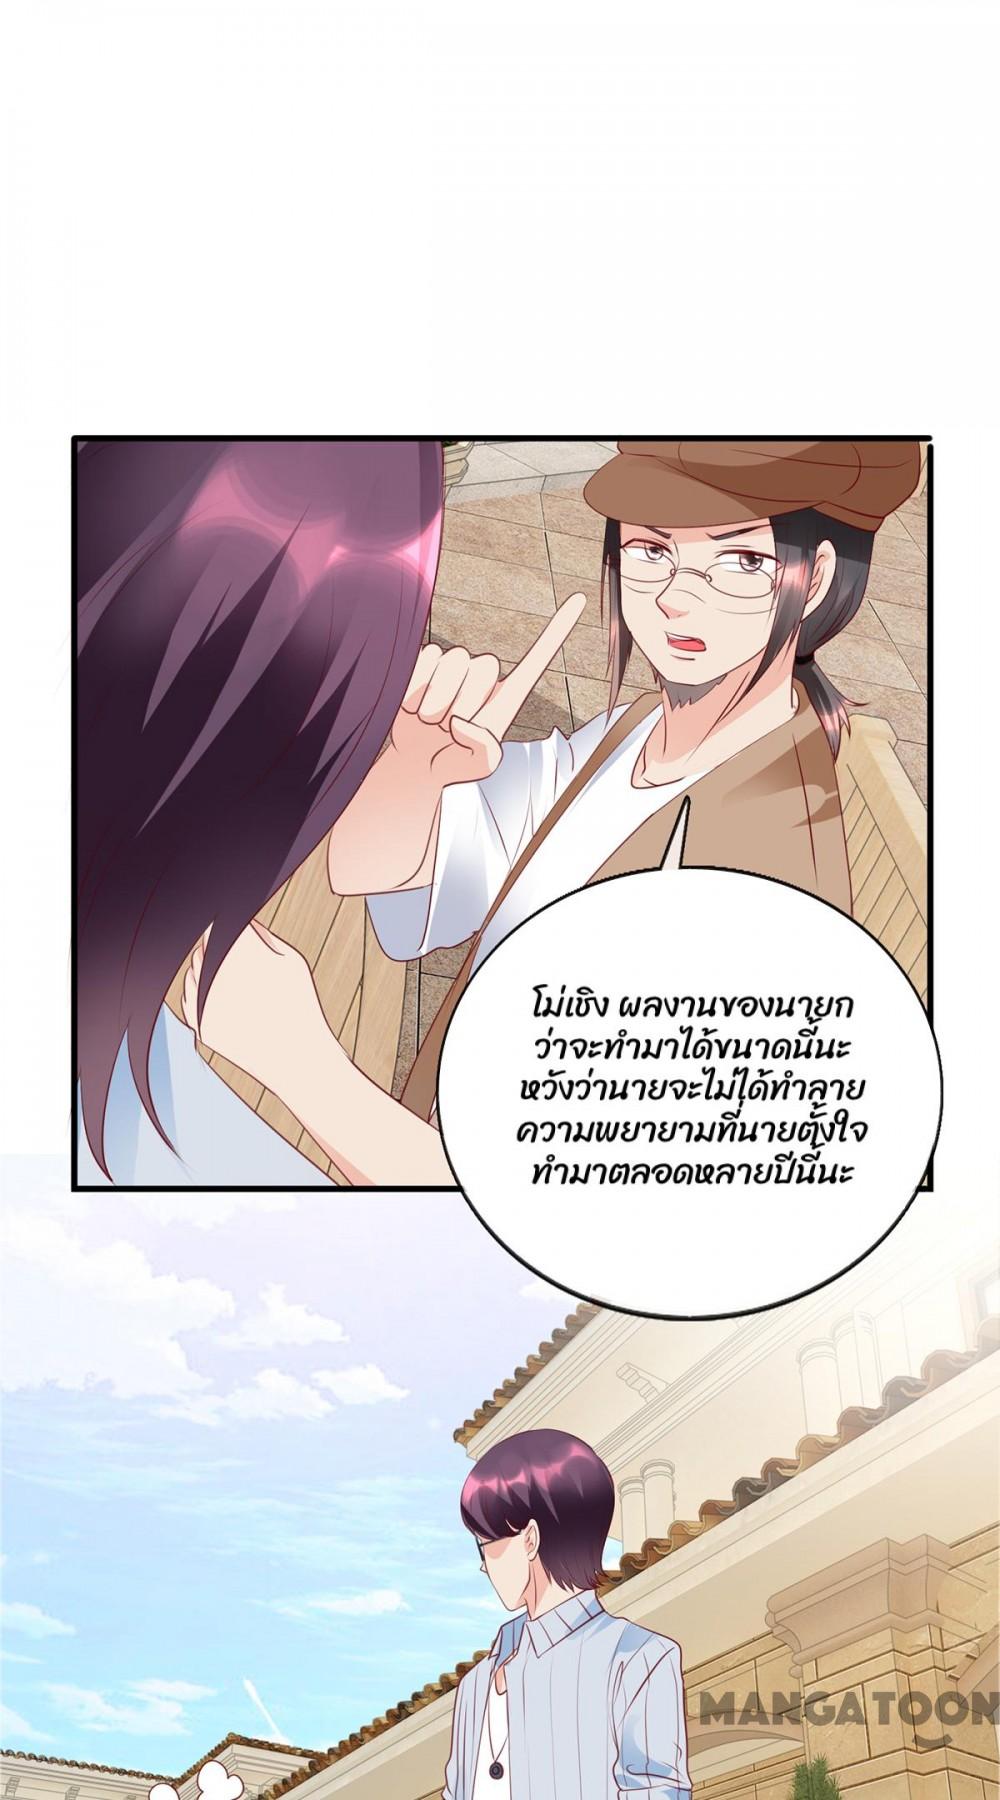 โม่เชิง ผลงานของนายก
ว่าจะทำมาได้ขนาดนี้นะ
หวังว่านายจะไม่ได้ทำลาย
ความพยายามที่นายตั้งใจ
ทำมาตลอดหลายปีนี้นะ
MANGATOON